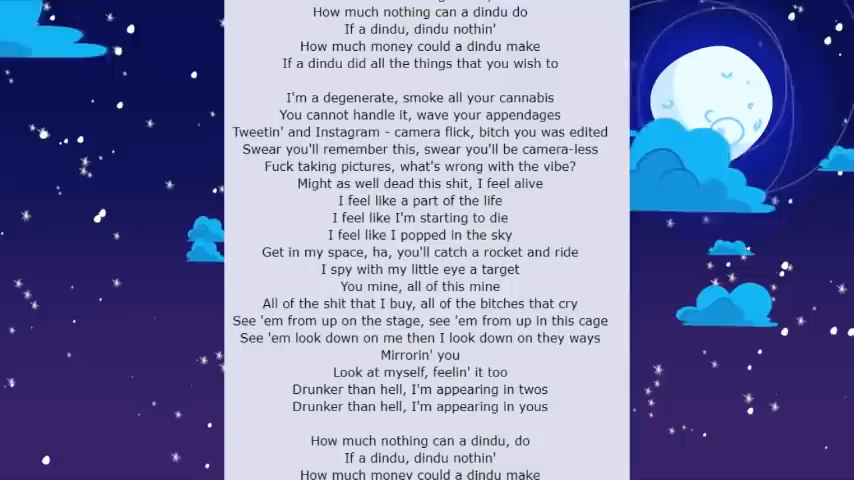 How much nothing can a dindu do
If a dindu, dindu nothin'
How much money could a dindu make
If a dindu did all the things that you wish to
I'm a degenerate, smoke all your cannabis
You cannot handle it, wave your appendages
Tweetin' and Instagram - camera flick, bitch you was edited
Swear you'll remember this, swear you'll be camera-less
Fuck taking pictures, what's wrong with the vibe?
Might as well dead this shit, I feel alive
I feel like a part of the life
I feel like I'm starting to die
I feel like I popped in the sky
Get in my space, ha, you'll catch a rocket and ride
I spy with my little eye a target
You mine, all of this mine
All of the shit that I buy, all of the bitches that cry
See 'em from up on the stage, see 'em from up in this cage
See 'em look down on me then I look down on they ways
Mirrorin' you
Look at myself, feelin' it too
Drunker than hell, I'm appearing in twos
Drunker than hell, I'm appearing in yous
How much nothing can a dindu, do
If a dindu, dindu nothin'
How much money could a dindu make